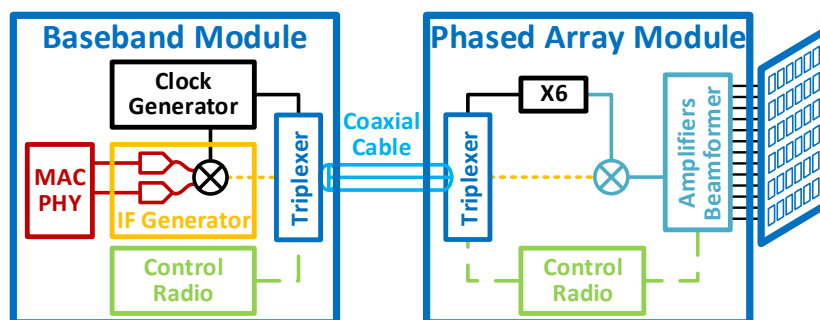 Baseband Module
Clock
Generator
MAC
PHY
IF Generator
Control
Radio
Triplexer
Coaxial
Cable
Phased Array Module
Triplexer
X6
Control
Radio
Amplifiers
Beamformer